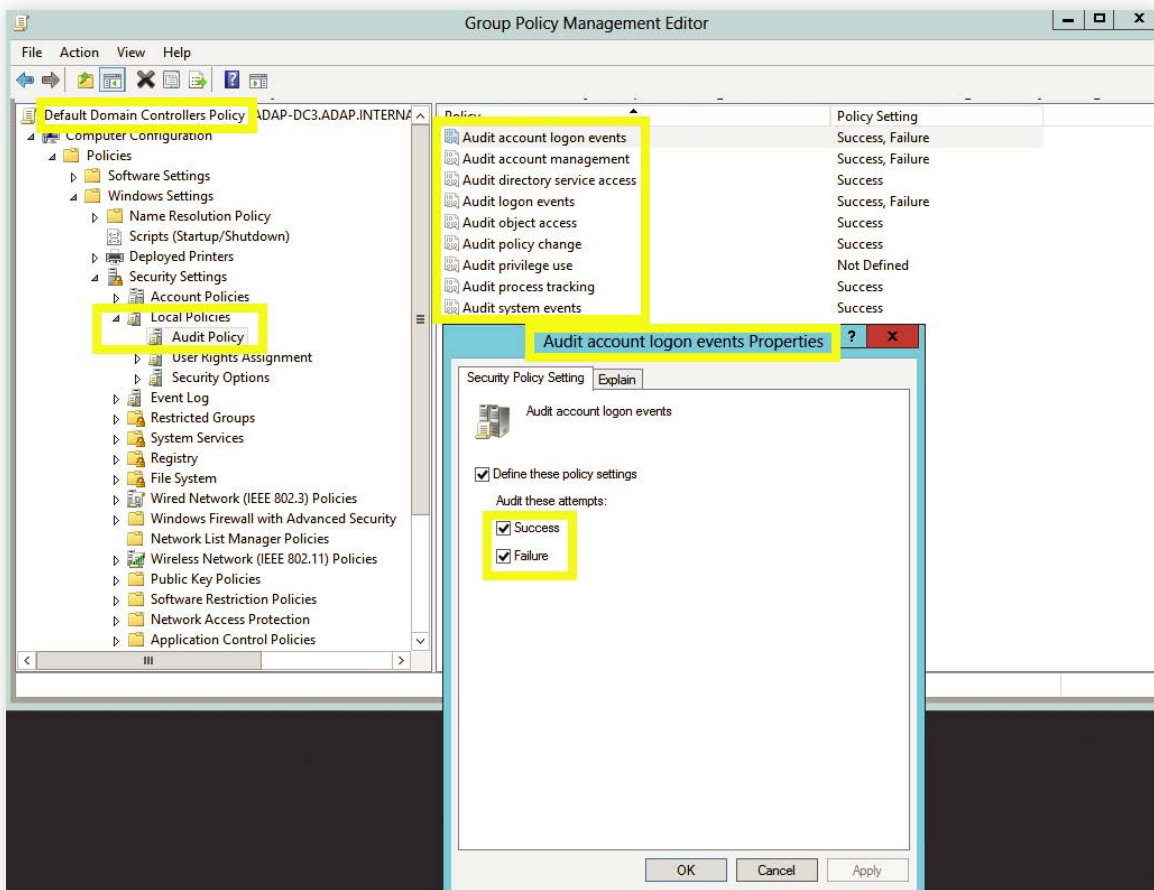 Group Policy Management Editor
File Action View Help
Default Domain Controllers Policy ADAP-DC3.ADAP.INTERNA
Computer Configuration
Policies
Software Settings
Windows Settings
Name Resolution Policy
Scripts (Startup/Shutdown)
Deployed Printers
Security Settings
Account Policies
Local Policies
Audit Policy
User Rights Assignment
Security Options
Event Log
Restricted Groups
System Services
Registry
File System
Wired Network (IEEE 802.3) Policies
Windows Firewall with Advanced Security
Network List Manager Policies
Wireless Network (IEEE 802.11) Policies
Public Key Policies
Software Restriction Policies
Network Access Protection
Application Control Policies
Policy Policy Setting
Audit account logon events Success, Failure
Audit account management Success, Failure
Audit directory service access Success
Audit logon events Success, Failure
Audit object access Success
Audit policy change Success
Audit privilege use Not Defined
Audit process tracking Success
Audit system events Success
Audit account logon events Properties ? x
Security Policy Setting Explain
Audit account logon events
Define these policy settings
Audit these attempts:
Success
Failure
OK Cancel Apply